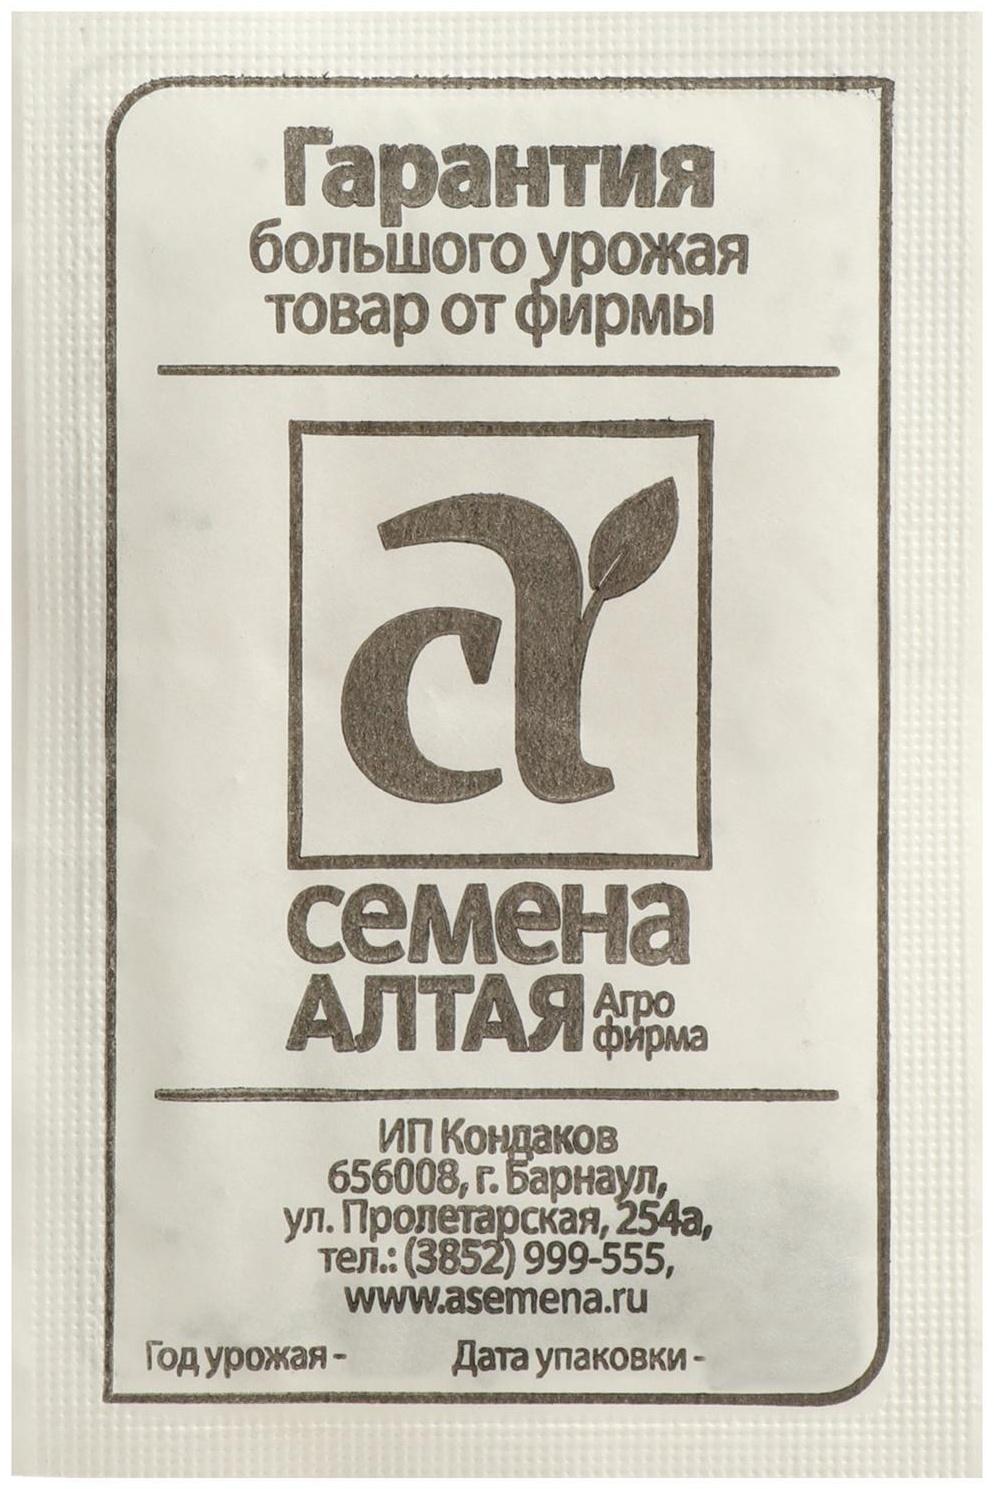 Гарантия
большого урожая
товар от фирмы
са
семена
АЛТАЯ Агро
фирма
ИП Кондаков
656008, г. Барнаул,
ул. Пролетарская, 254а,
тел.: (3852) 999-555,
www.asemena.ru
Год урожая - Дата упаковки -